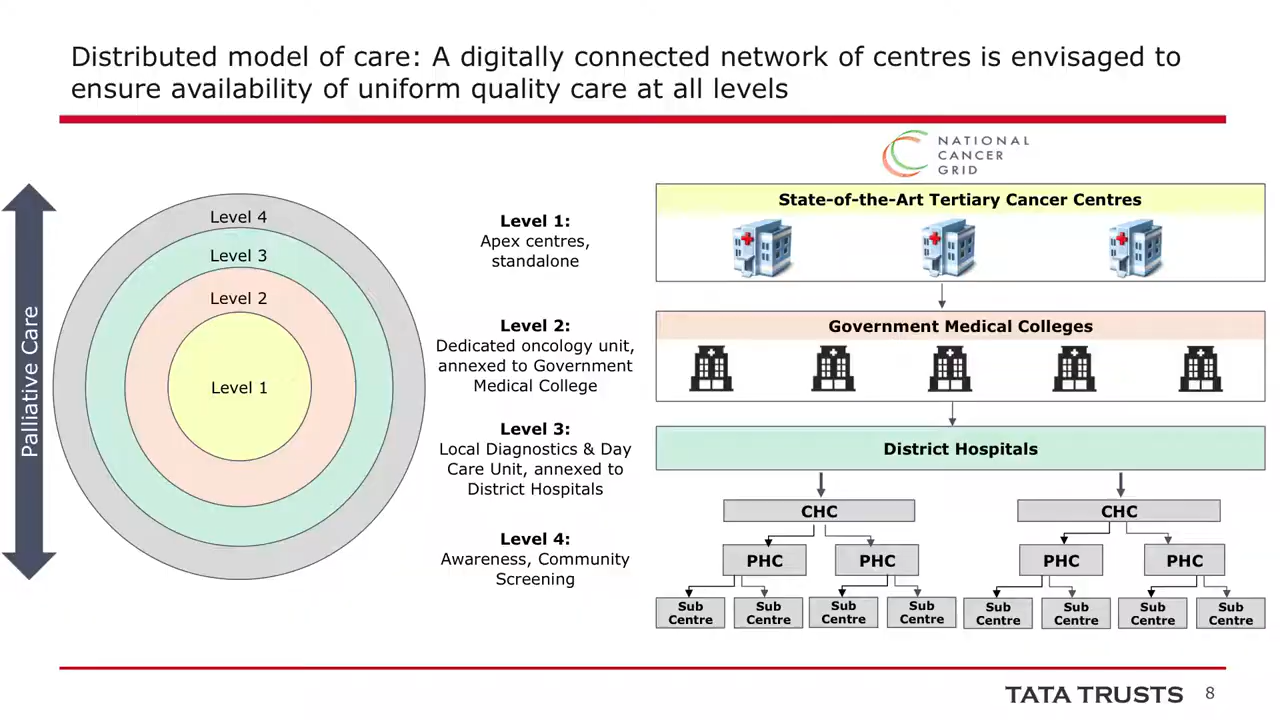 Distributed model of care: A digitally connected network of centres is envisaged to
ensure availability of uniform quality care at all levels
NATIONAL
CANCER
GRID
Palliative Care
Level 4
Level 3
Level 2
Level 1
Level 1:
Apex centres,
standalone
Level 2:
Dedicated oncology unit,
annexed to Government
Medical College
Level 3:
Local Diagnostics & Day
Care Unit, annexed to
District Hospitals
Level 4:
Awareness, Community
Screening
State-of-the-Art Tertiary Cancer Centres
Government Medical Colleges
District Hospitals
CHC
CHC
PHC
PHC
PHC
PHC
Sub
Centre
Sub
Centre
Sub
Centre
Sub
Centre
Sub
Centre
Sub
Centre
Sub
Centre
Sub
Centre
TATA TRUSTS
8